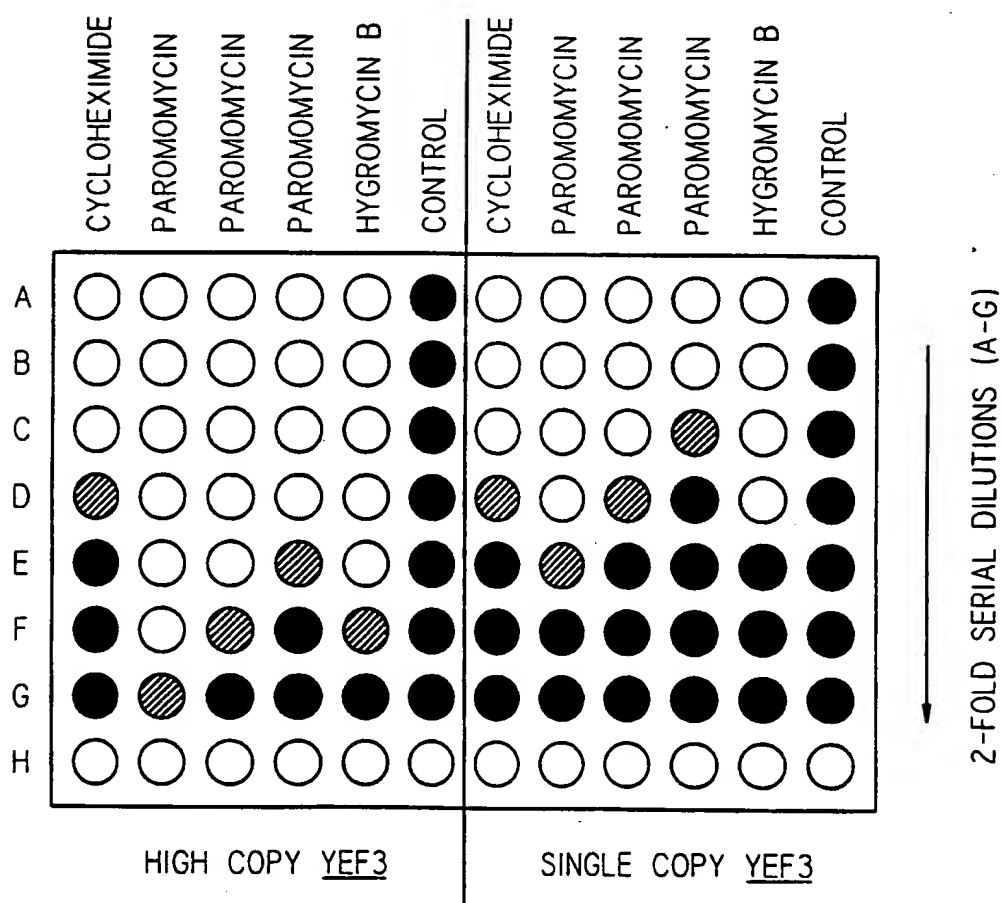 CYCLOHEXIMIDE
PAROMOMYCIN
PAROMOMYCIN
PAROMOMYCIN
HYGROMYCIN B
CONTROL
CYCLOHEXIMIDE
PAROMOMYCIN
PAROMOMYCIN
PAROMOMYCIN
HYGROMYCIN B
CONTROL
A
B
C
D
E
F
G
H
2-FOLD SERIAL DILUTIONS (A-G)
HIGH COPY YEF3
SINGLE COPY YEF3